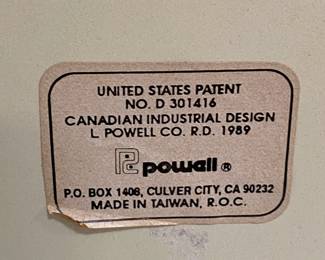 UNITED STATES PATENT
NO. D 301416
CANADIAN INDUSTRIAL DESIGN
L. POWELL CO. R.D. 1989
powell ®
P.O. BOX 1408, CULVER CITY, CA 90232
MADE IN TAIWAN, R.O.C.